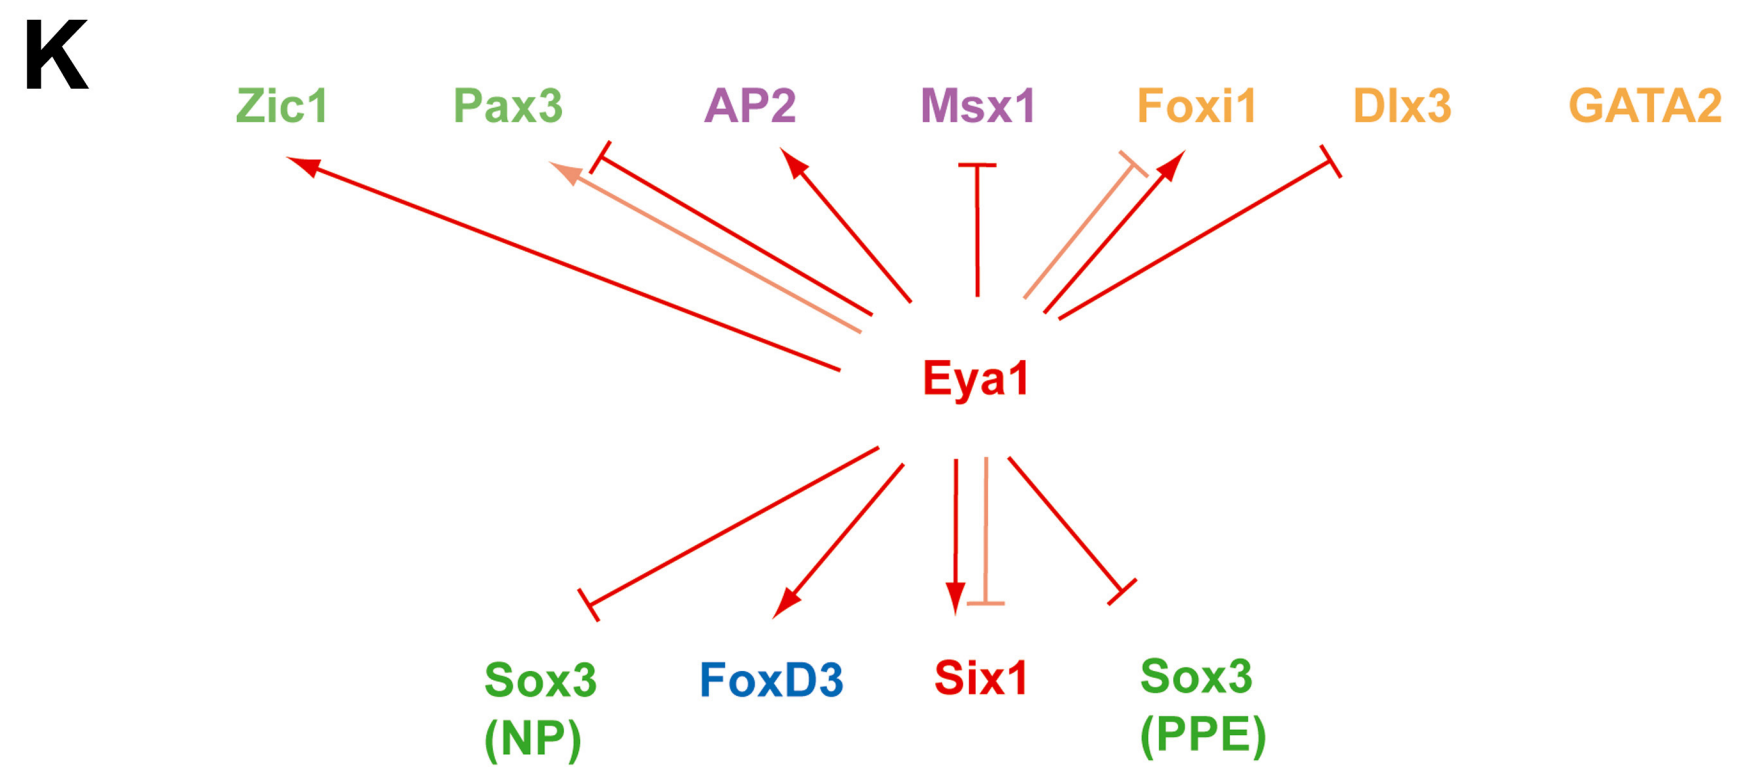 K
Zic1 Pax3 AP2 Msx1 Foxi1 Dlx3 GATA2
Eya1
Sox3 FoxD3 Six1 Sox3
(NP) (PPE)